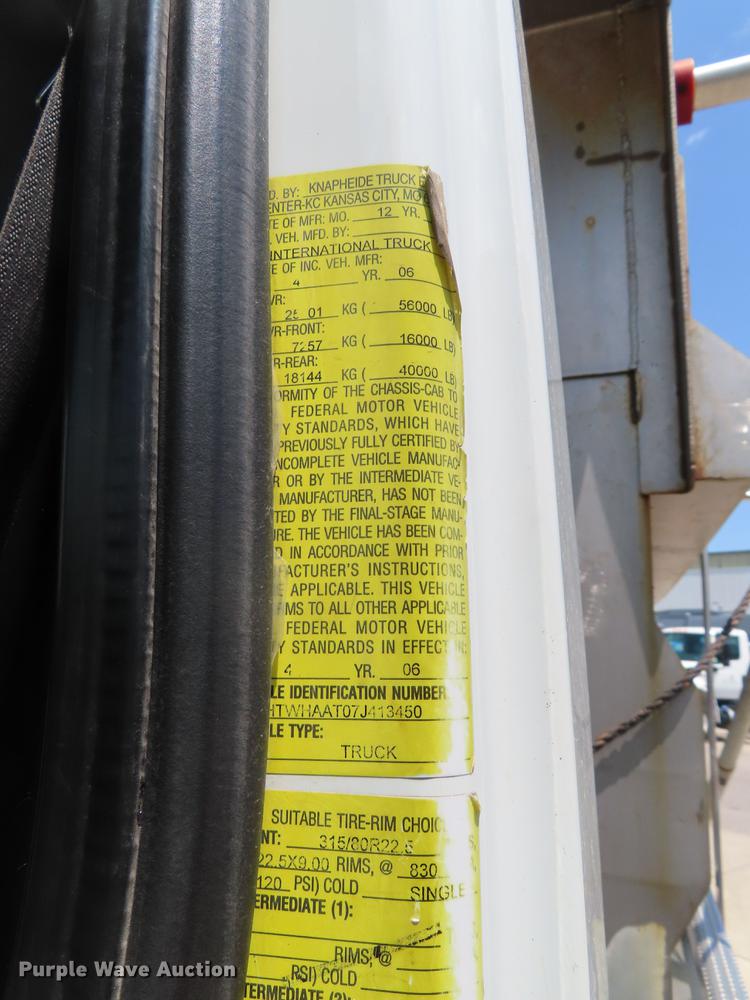 D. BY: KNAPHEIDE TRUCK
ENTER-KC KANSAS CITY, MO
TE OF MFR: MO. 12 YR.
. VEH. MFD. BY:
INTERNATIONAL TRUCK
TE OF INC. VEH. MFR:
4 YR. 06
VR:
25 01 KG ( 56000 LB)
VR-FRONT:
7257 KG ( 16000 LB)
R-REAR:
18144 KG ( 40000 LB)
ORMITY OF THE CHASSIS-CAB TO
FEDERAL MOTOR VEHICLE
Y STANDARDS, WHICH HAVE
PREVIOUSLY FULLY CERTIFIED BY
INCOMPLETE VEHICLE MANUFAC-
R OR BY THE INTERMEDIATE VE-
MANUFACTURER, HAS NOT BEEN
TED BY THE FINAL-STAGE MANU-
URE. THE VEHICLE HAS BEEN COM-
D IN ACCORDANCE WITH PRIOR
FACTURER'S INSTRUCTIONS,
E APPLICABLE. THIS VEHICLE
RMS TO ALL OTHER APPLICABLE
FEDERAL MOTOR VEHICLE
Y STANDARDS IN EFFECT IN:
4 YR. 06
LE IDENTIFICATION NUMBER
HTWHAAT07J413450
LE TYPE:
TRUCK
SUITABLE TIRE-RIM CHOIC
NT: 315/80R22.5
22.5X9.00 RIMS, @ 830
120 PSI) COLD SINGLE
ERMEDIATE (1):
RIMS, @
PSI) COLD
TERMEDIATE (2):
Purple Wave Auction